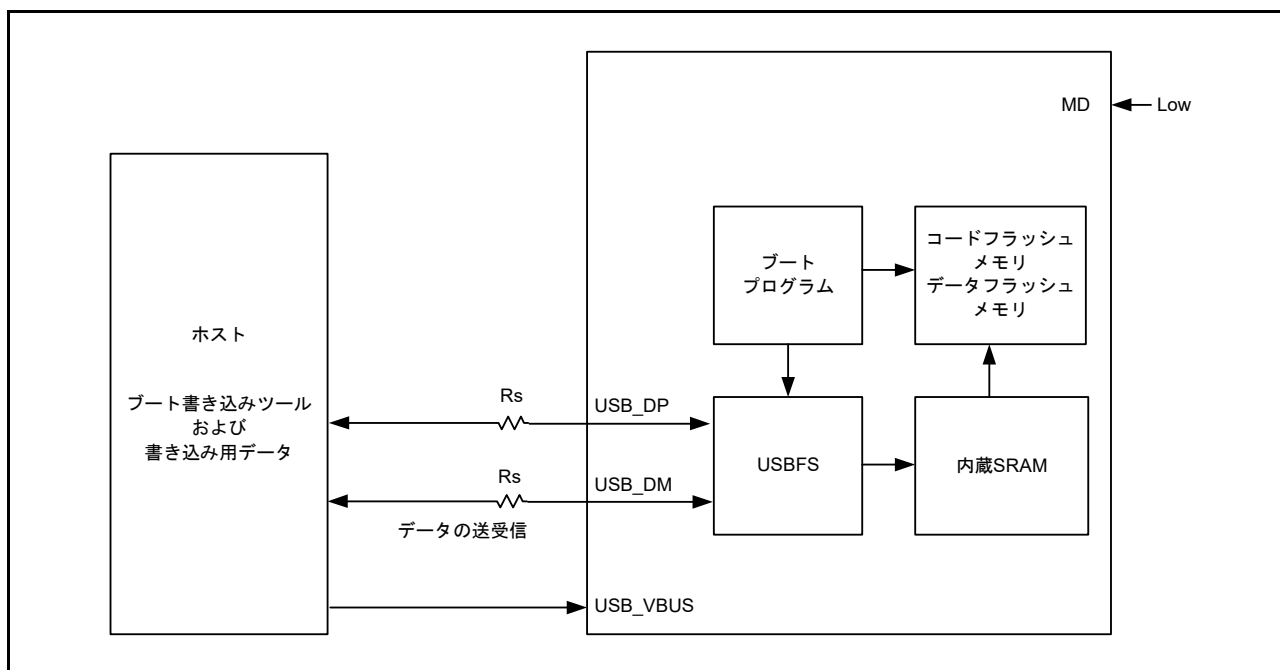 MD
Low
コードフラッシュ
メモリ
データフラッシュ
メモリ
ブート
プログラム
ホスト
ブート書き込みツール
および
書き込み用データ
Rs
USB_DP
USBFS
内蔵SRAM
Rs
USB_DM
データの送受信
USB_VBUS